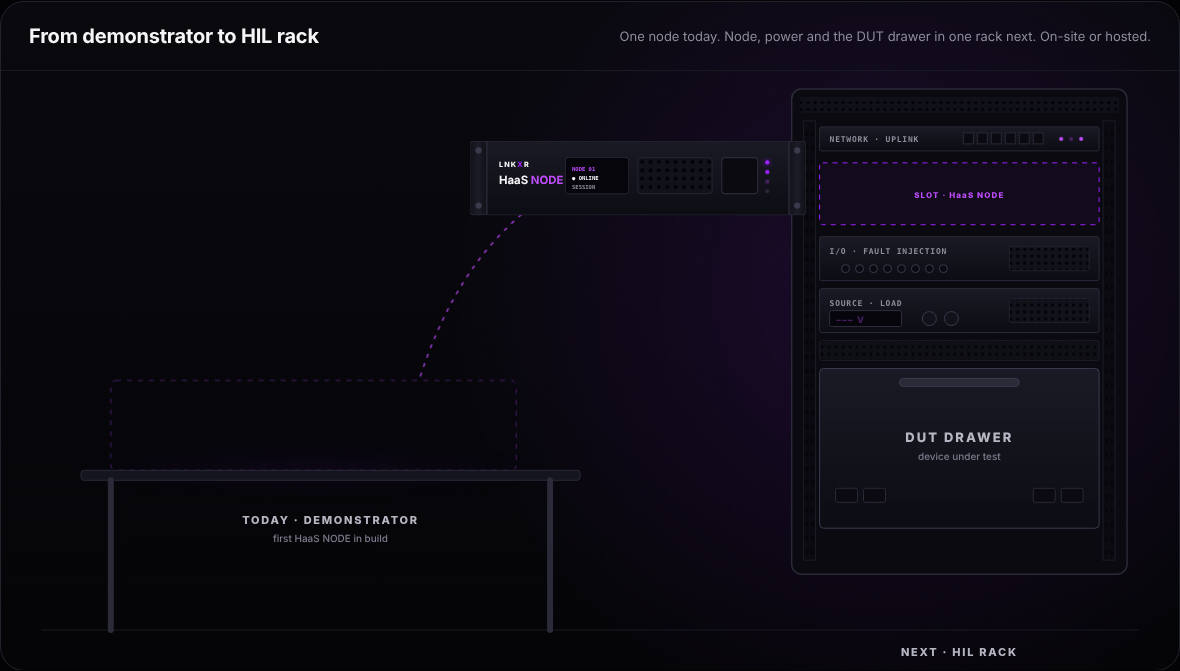 From demonstrator to HIL rack
One node today. Node, power and the DUT drawer in one rack next. On-site or hosted.
NETWORK · UPLINK
LNKXR
HaaS NODE
NODE 01
● ONLINE
SESSION
SLOT · HaaS NODE
I/O · FAULT INJECTION
SOURCE · LOAD
--- V
DUT DRAWER
device under test
TODAY · DEMONSTRATOR
first HaaS NODE in build
NEXT · HIL RACK